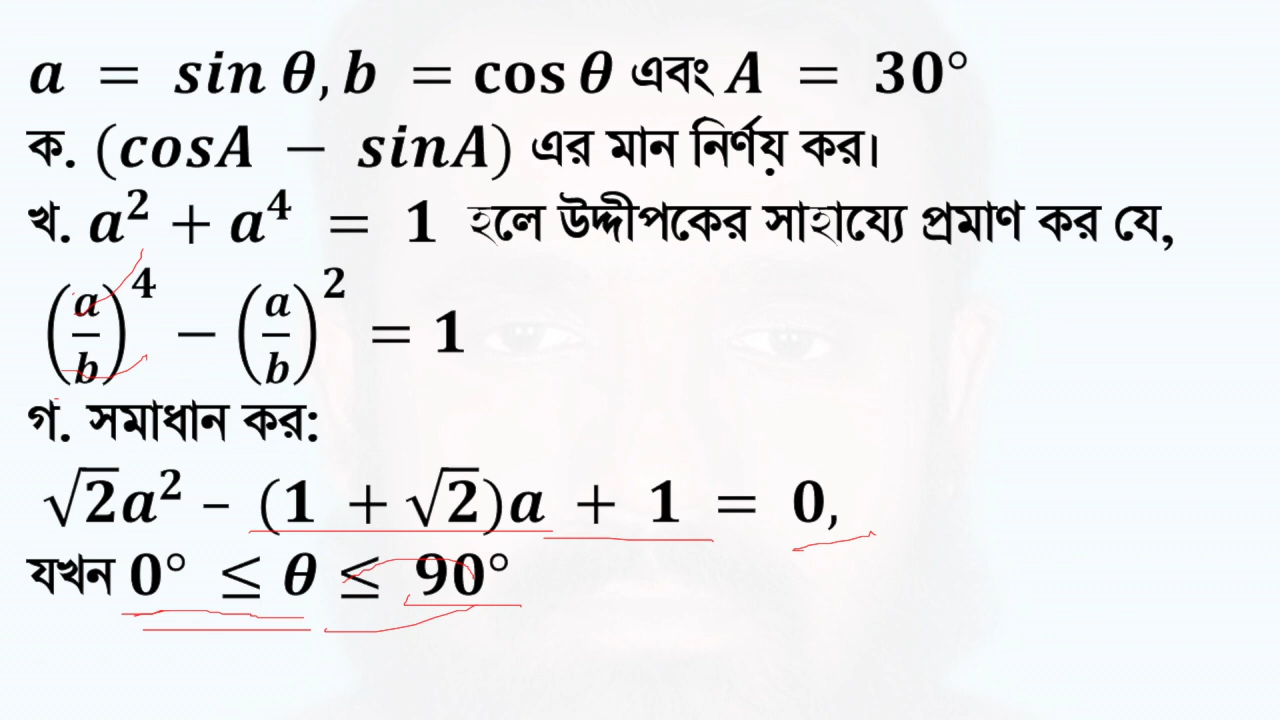 a = sin θ, b = cos θ এবং A = 30°
ক. (cosA − sinA) এর মান নির্ণয় কর।
খ. a² + a⁴ = 1 হলে উদ্দীপকের সাহায্যে প্রমাণ কর যে,
(a/b)⁴ − (a/b)² = 1
গ. সমাধান কর:
√2a² – (1 + √2)a + 1 = 0,
যখন 0° ≤ θ ≤ 90°